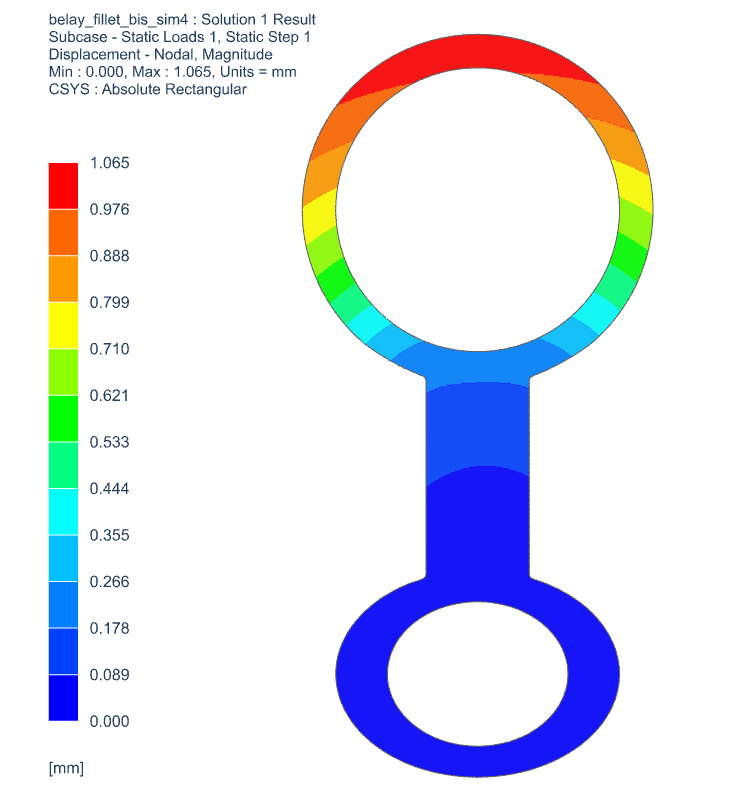 belay_fillet_bis_sim4 : Solution 1 Result
Subcase - Static Loads 1, Static Step 1
Displacement - Nodal, Magnitude
Min : 0.000, Max : 1.065, Units = mm
CSYS : Absolute Rectangular
1.065
0.976
0.888
0.799
0.710
0.621
0.533
0.444
0.355
0.266
0.178
0.089
0.000
[mm]